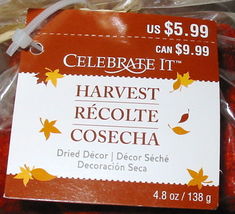 US $5.99
CAN $9.99
CELEBRATE IT™
HARVEST
RÉCOLTE
COSECHA
Dried Décor | Décor Séché
Decoración Seca
4.8 oz / 138 g